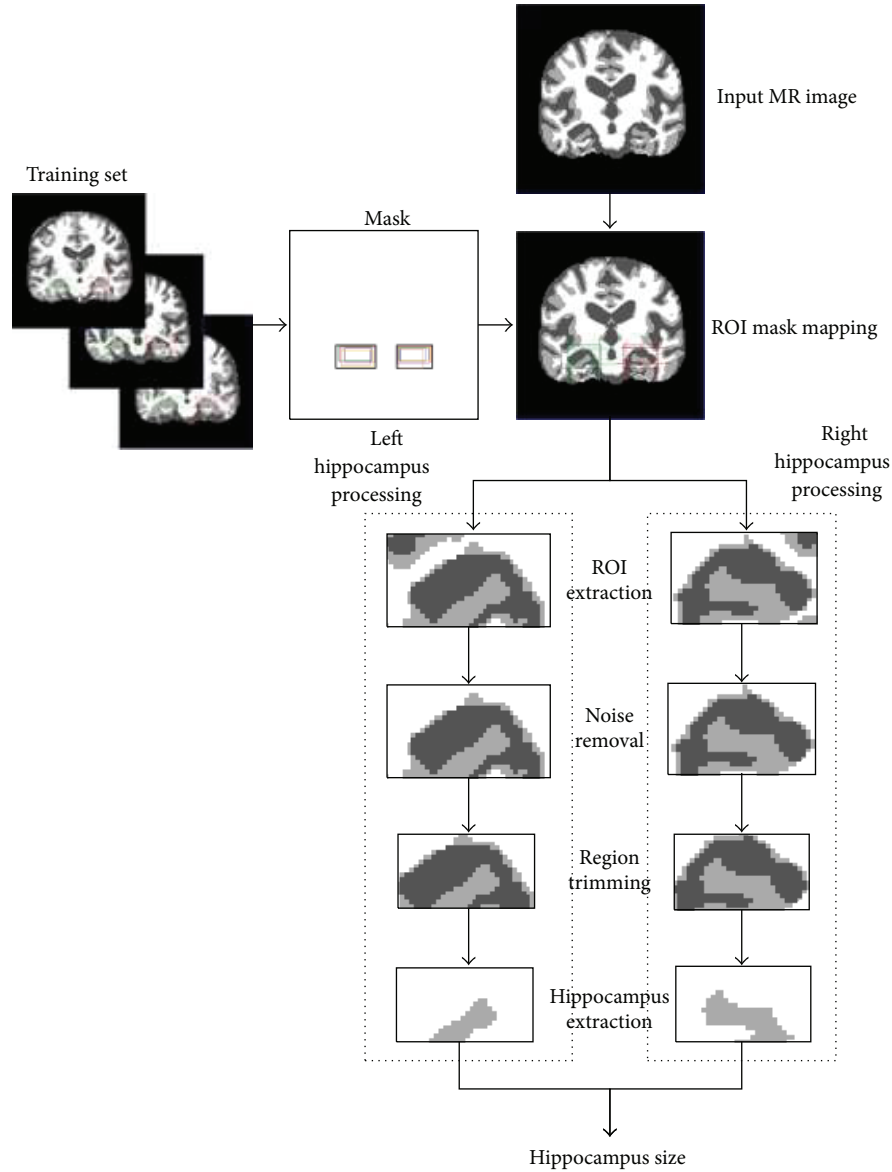 Input MR image
Training set
Mask
ROI mask mapping
Left
hippocampus
processing
Right
hippocampus
processing
ROI
extraction
Noise
removal
Region
trimming
Hippocampus
extraction
Hippocampus size